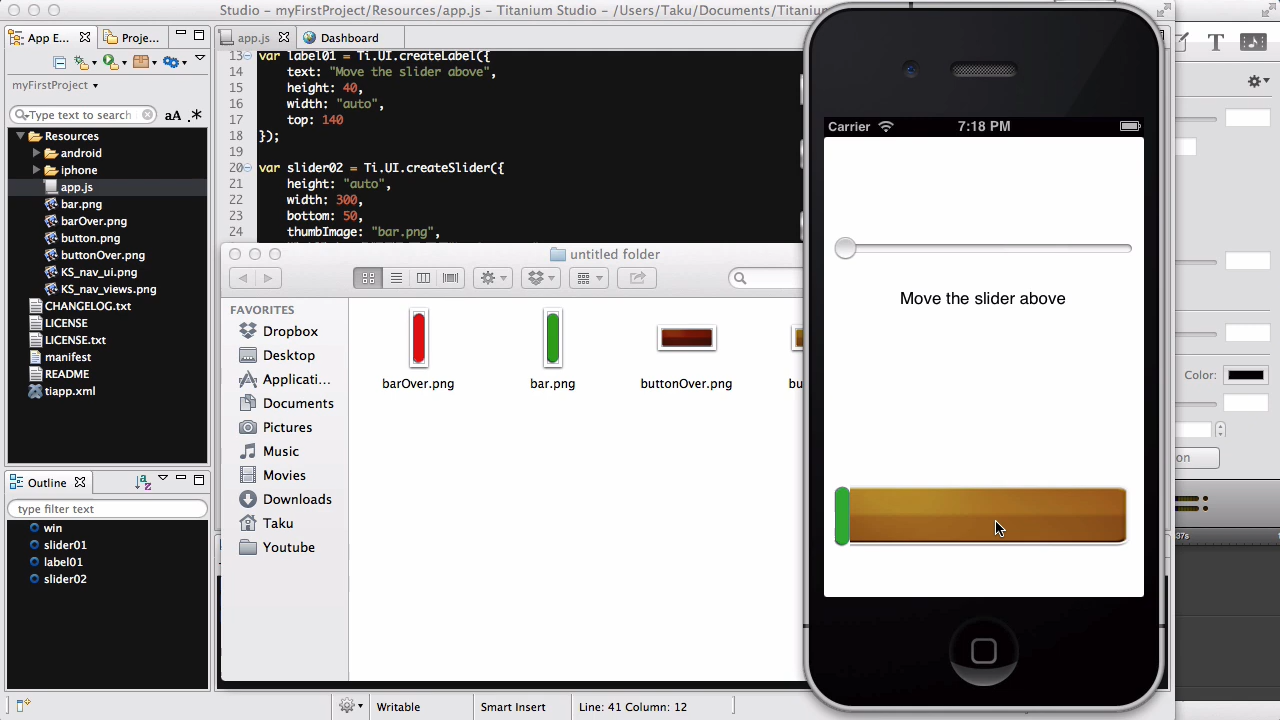 Studio - myFirstProject/Resources/app.js - Titanium Studio - /Users/Taku/Documents/Titanium
App E...
Proje...
myFirstProject
Type text to search
aA .*
Resources
android
iphone
app.js
bar.png
barOver.png
button.png
buttonOver.png
KS_nav_ui.png
KS_nav_views.png
CHANGELOG.txt
LICENSE
LICENSE.txt
manifest
README
tiapp.xml
Outline
type filter text
win
slider01
label01
slider02
app.js
Dashboard
13 var label01 = Ti.UI.createLabel({
14 text: "Move the slider above",
15 height: 40,
16 width: "auto",
17 top: 140
18 });
19
20 var slider02 = Ti.UI.createSlider({
21 height: "auto",
22 width: 300,
23 bottom: 50,
24 thumbImage: "bar.png",
untitled folder
FAVORITES
Dropbox
Desktop
Applicati...
Documents
Pictures
Music
Movies
Downloads
Taku
Youtube
barOver.png
bar.png
buttonOver.png
bu
Carrier
7:18 PM
Move the slider above
T
Color:
on
37s
Writable
Smart Insert
Line: 41 Column: 12